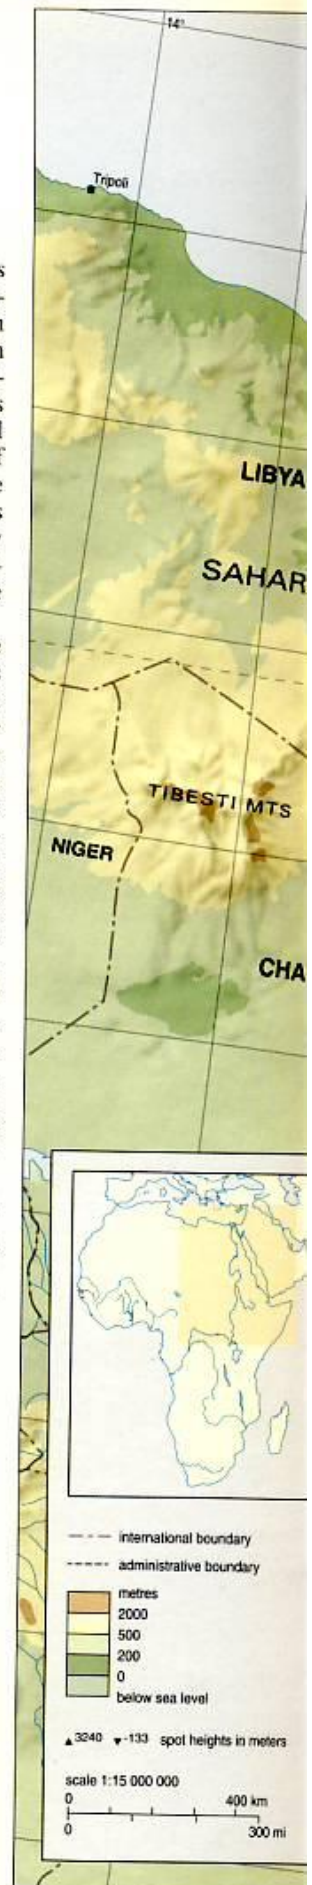 14°
Tripoli
LIBYA
SAHAR
TIBESTI MTS
NIGER
CHA
international boundary
administrative boundary
metres
2000
500
200
0
below sea level
3240 -133 spot heights in meters
scale 1:15 000 000
0 400 km
0 300 mi